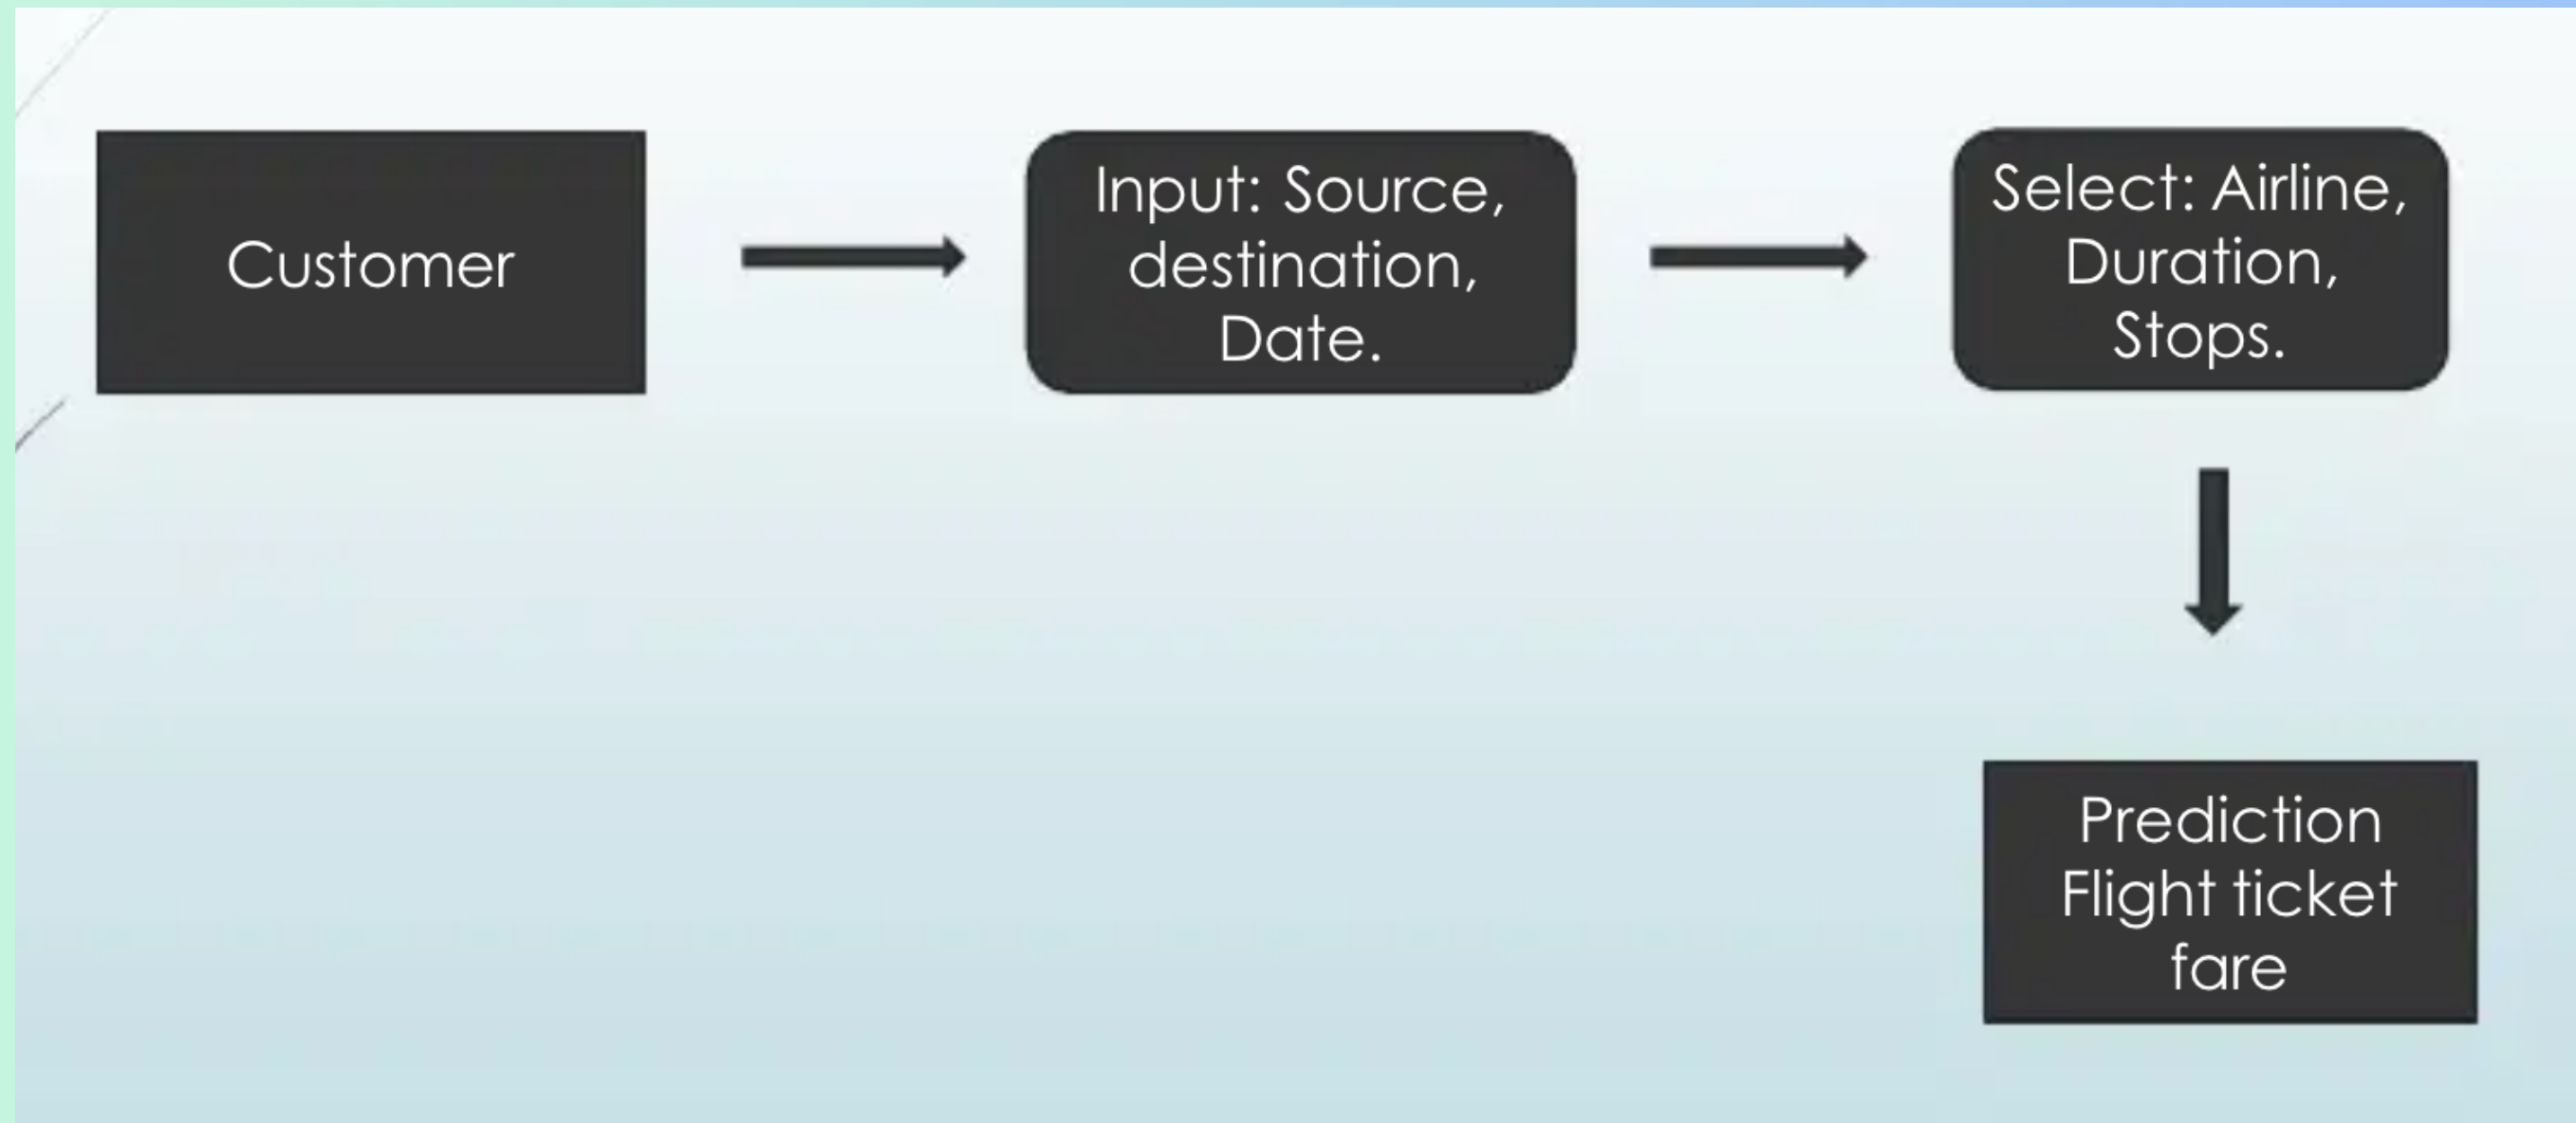 Customer
Input: Source,
destination,
Date.
Select: Airline,
Duration,
Stops.
Prediction
Flight ticket
fare